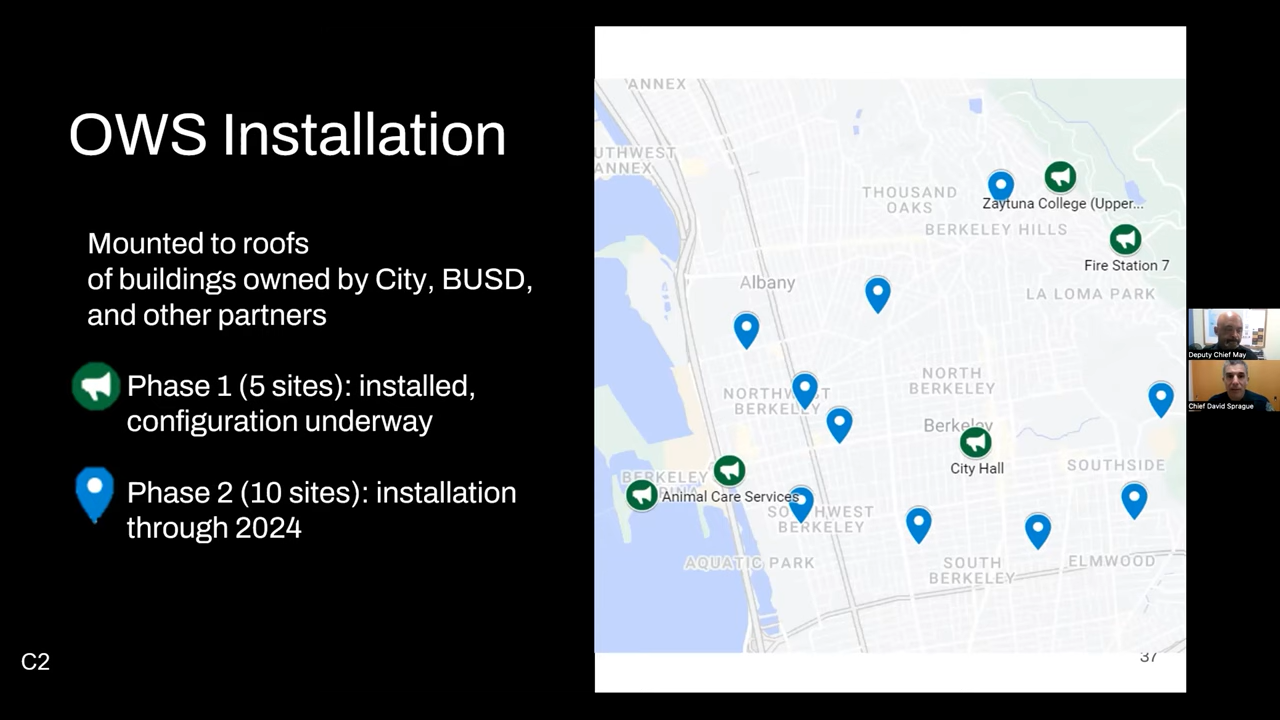 OWS Installation
Mounted to roofs
of buildings owned by City, BUSD,
and other partners
Phase 1 (5 sites): installed,
configuration underway
Phase 2 (10 sites): installation
through 2024
C2
ANNEX
ANNEX
THOUSAND
OAKS
Zaytuna College (Upper...
BERKELEY HILLS
Fire Station 7
Albany
LA LOMA PARK
NORTH
BERKELEY
BERKELEY
Berkeley
City Hall
SOUTHSIDE
BERKELEY
Animal Care Services
BERKELEY
AQUATIC PARK
SOUTH
BERKELEY
ELMWOOD
37
Deputy Chief May
Chief David Sprague